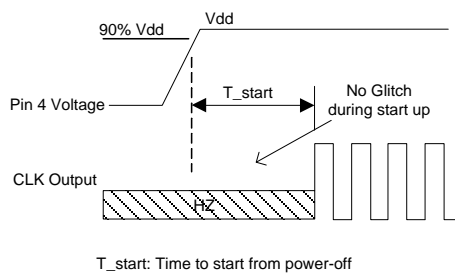 Vdd
90% Vdd
T_start
No Glitch
during start up
Pin 4 Voltage
CLK Output
HZ
T_start: Time to start from power-off